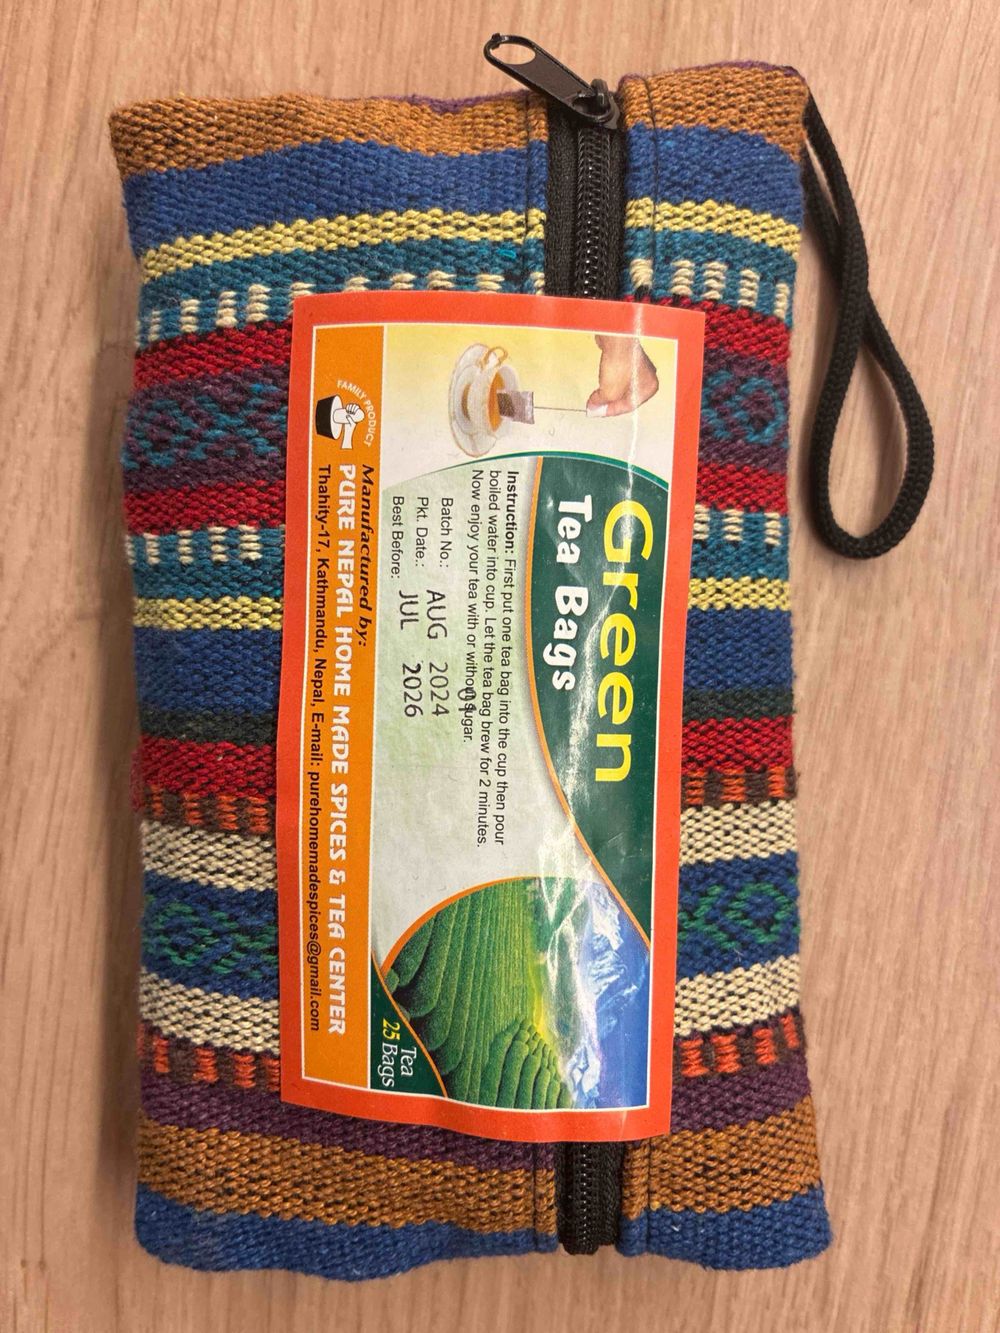 Green
Tea Bags
Instruction: First put one tea bag into the cup then pour
boiled water into cup. Let the tea bag brew for 2 minutes.
Now enjoy your tea with or without sugar.
Batch No.: 01
Pkt. Date.: AUG 2024
Best Before: JUL 2026
Tea
25 Bags
FAMILY PRODUCT
Manufactured by:
PURE NEPAL HOME MADE SPICES & TEA CENTER
Thahity-17, Kathmandu, Nepal, E-mail: purehomemadespices@gmail.com